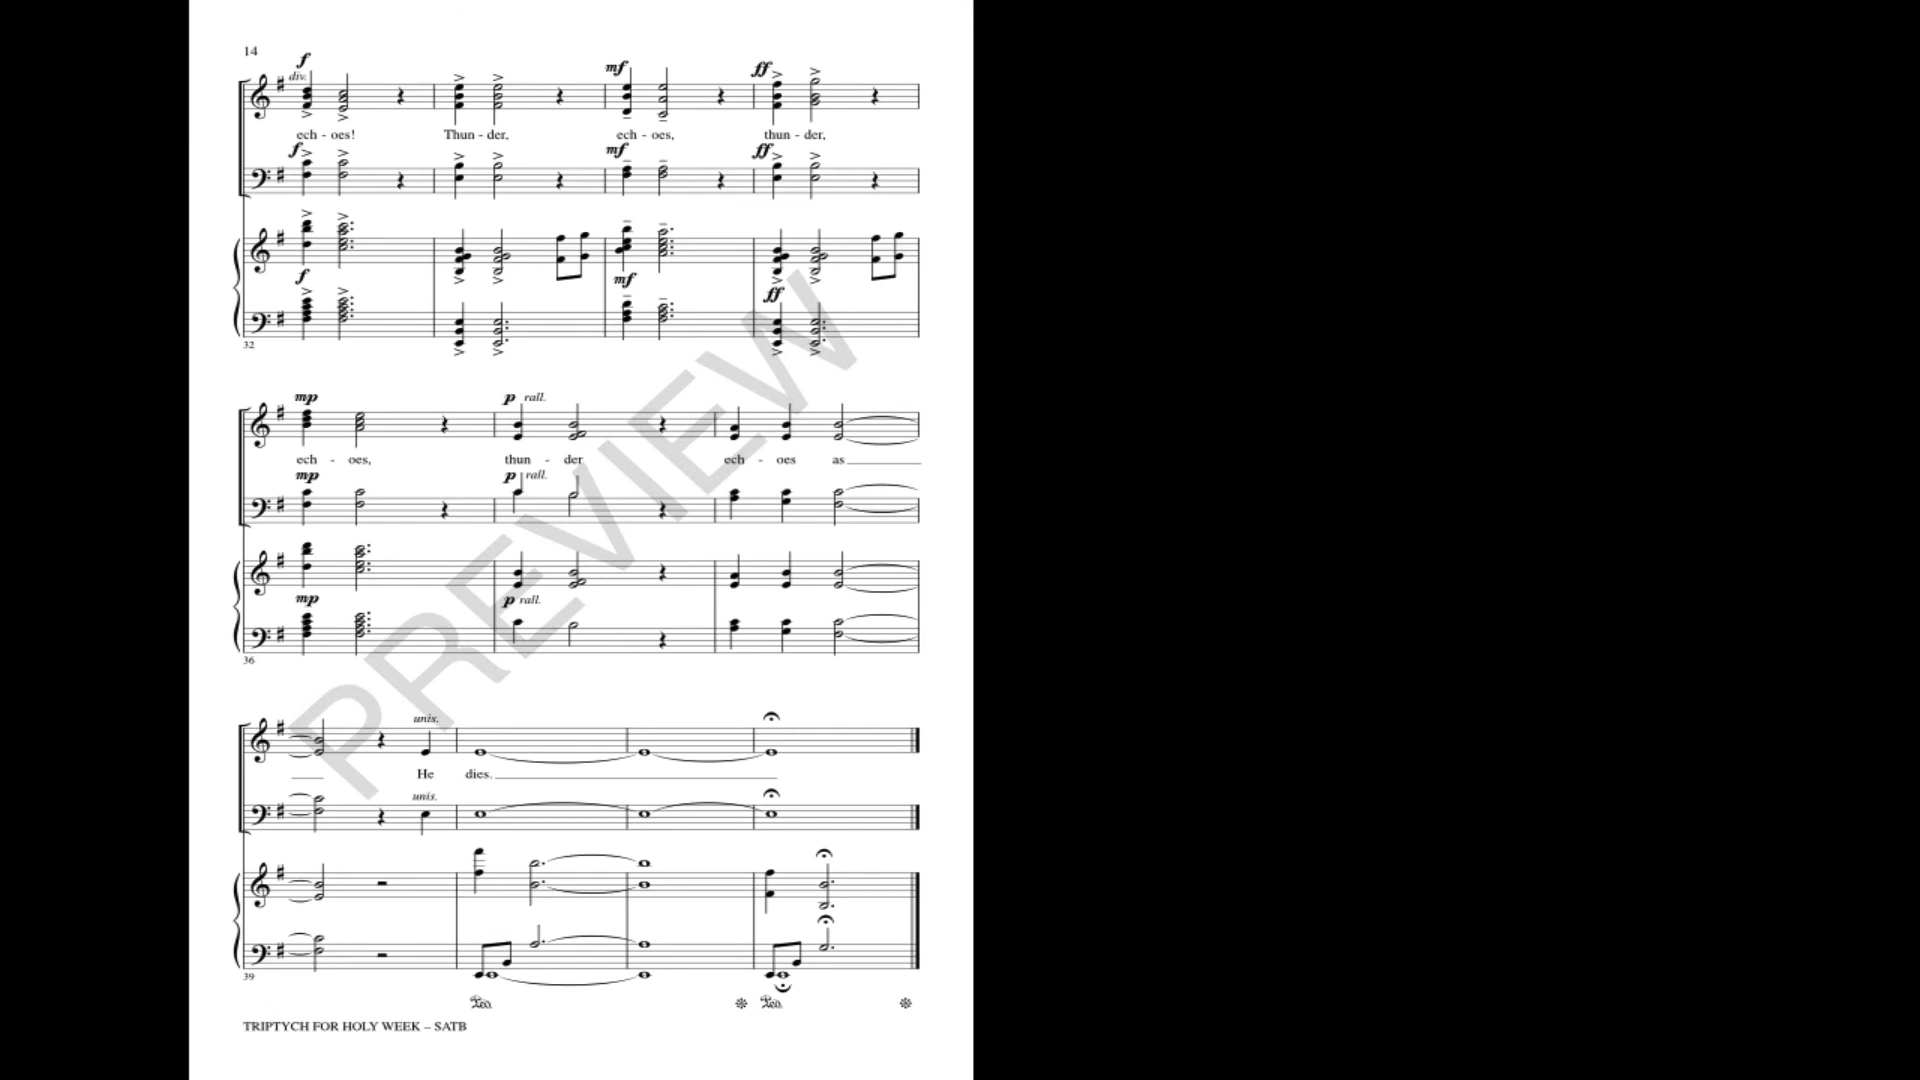 14
f
div.
mf
ff
ech - oes! Thun - der, ech - oes, thun - der,
f
mf
ff
f
mf
ff
32
mp
p rall.
ech - oes, thun - der ech - oes as
mp
p rall.
mp
p rall.
36
unis.
He dies.
unis.
39
Ped. Ped.
TRIPTYCH FOR HOLY WEEK – SATB
PREVIEW